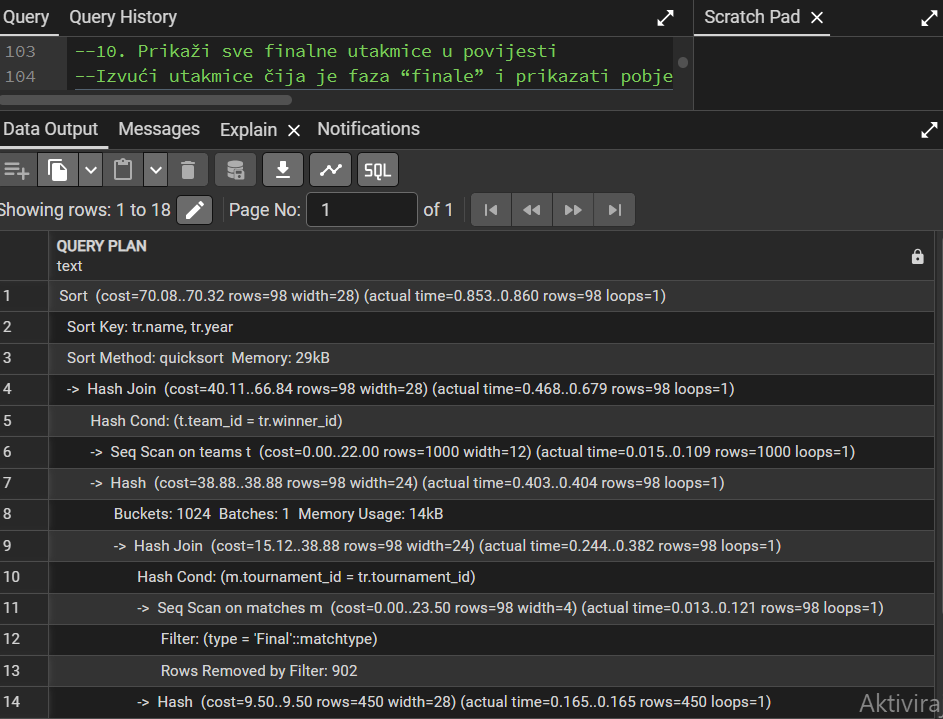 Query Query History Scratch Pad
103 --10. Prikaži sve finalne utakmice u povijesti
104 --Izvući utakmice čija je faza “finale” i prikazati pobje
Data Output Messages Explain Notifications
SQL
Showing rows: 1 to 18 Page No: 1 of 1
QUERY PLAN
text
1 Sort (cost=70.08..70.32 rows=98 width=28) (actual time=0.853..0.860 rows=98 loops=1)
2 Sort Key: tr.name, tr.year
3 Sort Method: quicksort Memory: 29kB
4 -> Hash Join (cost=40.11..66.84 rows=98 width=28) (actual time=0.468..0.679 rows=98 loops=1)
5 Hash Cond: (t.team_id = tr.winner_id)
6 -> Seq Scan on teams t (cost=0.00..22.00 rows=1000 width=12) (actual time=0.015..0.109 rows=1000 loops=1)
7 -> Hash (cost=38.88..38.88 rows=98 width=24) (actual time=0.403..0.404 rows=98 loops=1)
8 Buckets: 1024 Batches: 1 Memory Usage: 14kB
9 -> Hash Join (cost=15.12..38.88 rows=98 width=24) (actual time=0.244..0.382 rows=98 loops=1)
10 Hash Cond: (m.tournament_id = tr.tournament_id)
11 -> Seq Scan on matches m (cost=0.00..23.50 rows=98 width=4) (actual time=0.013..0.121 rows=98 loops=1)
12 Filter: (type = 'Final'::matchtype)
13 Rows Removed by Filter: 902
14 -> Hash (cost=9.50..9.50 rows=450 width=28) (actual time=0.165..0.165 rows=450 loops=1)
Aktiviraj